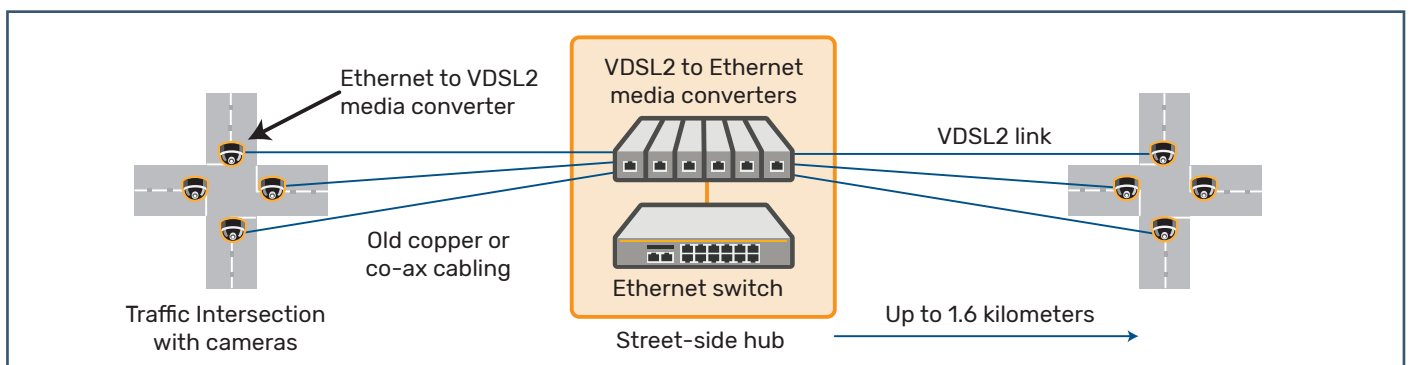 Ethernet to VDSL2
media converter
VDSL2 to Ethernet
media converters
VDSL2 link
Old copper or
co-ax cabling
Ethernet switch
Traffic Intersection
with cameras
Street-side hub
Up to 1.6 kilometers